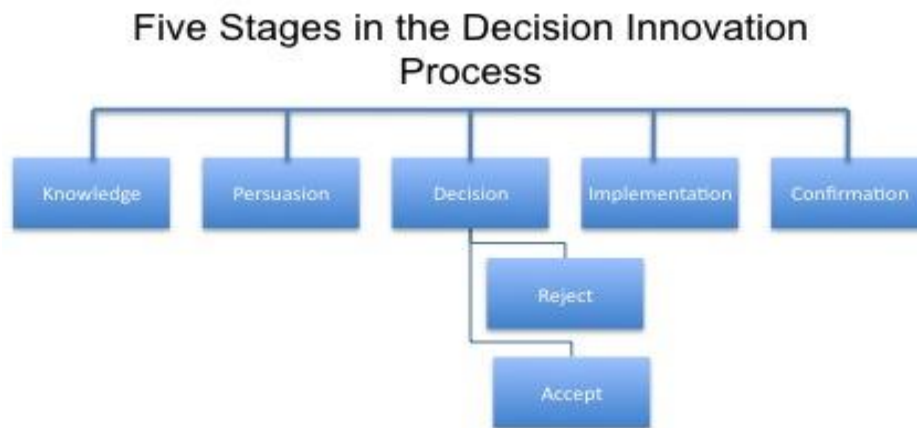 Five Stages in the Decision Innovation
Process
Knowledge
Persuasion
Decision
Implementation
Confirmation
Reject
Accept